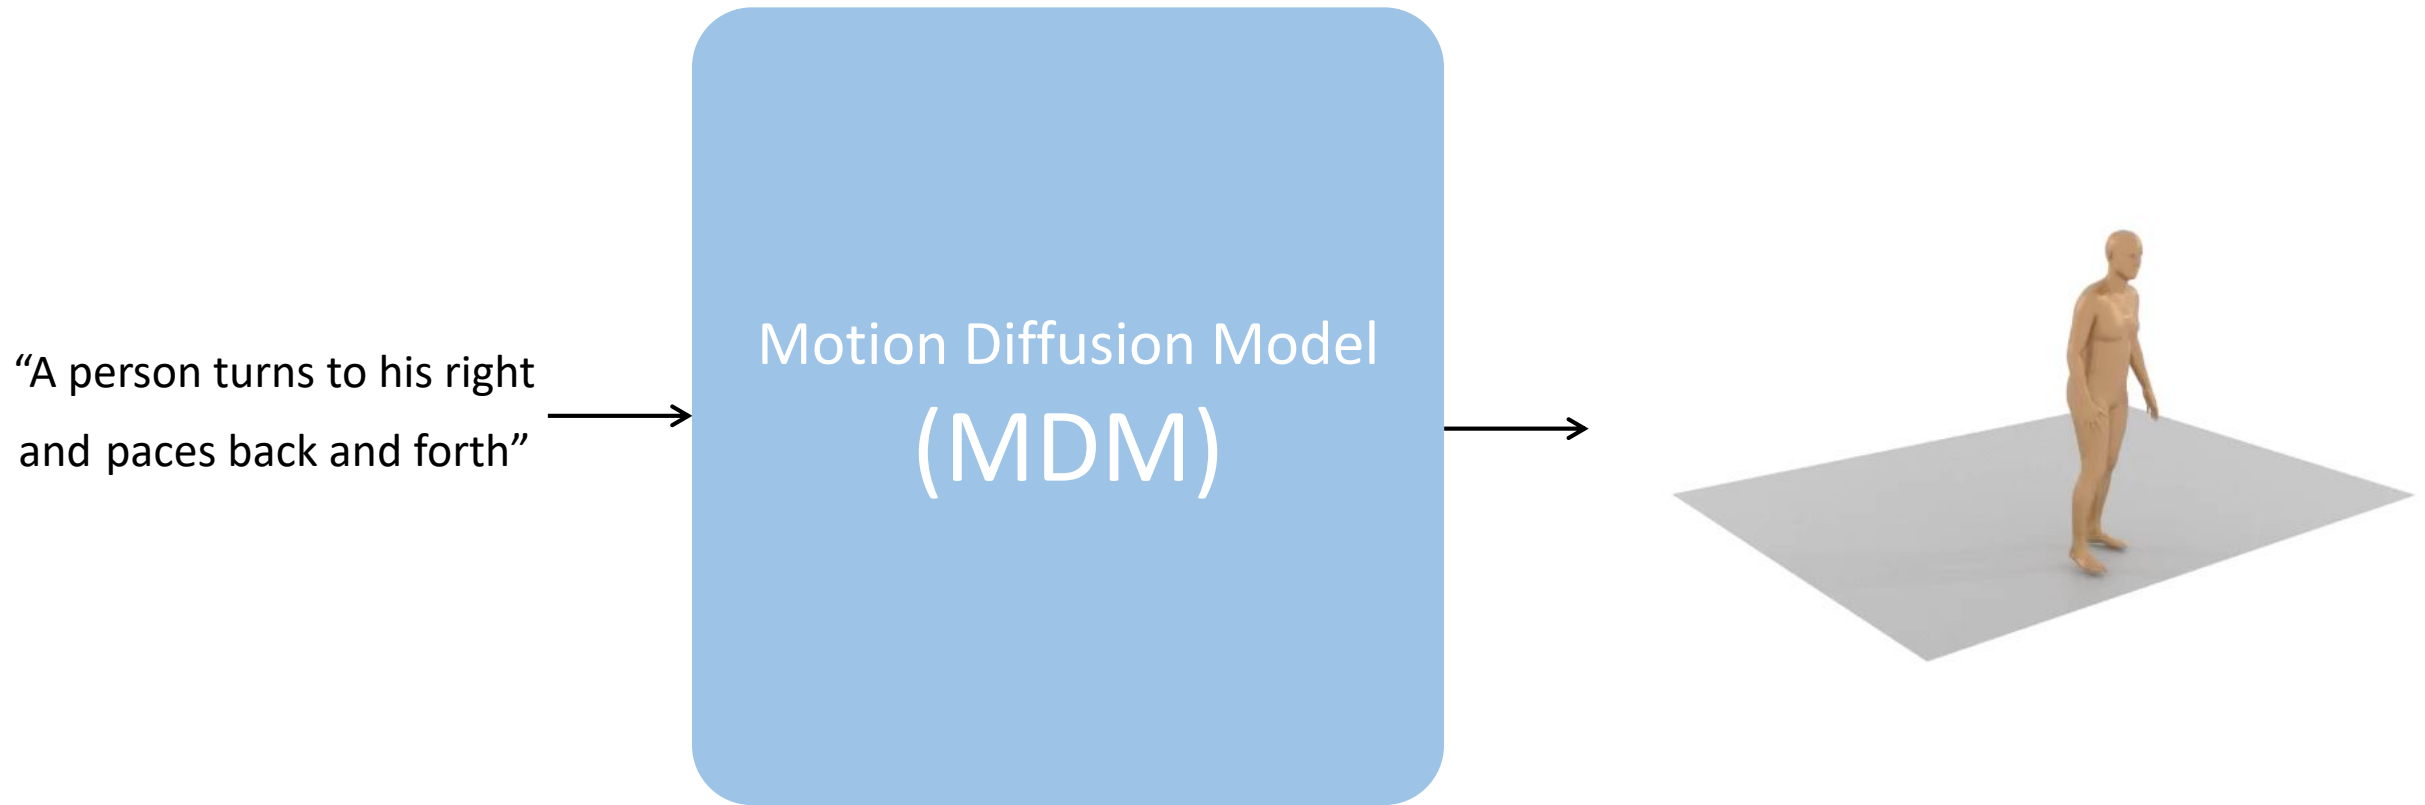 “A person turns to his right
and paces back and forth”
Motion Diffusion Model
(MDM)